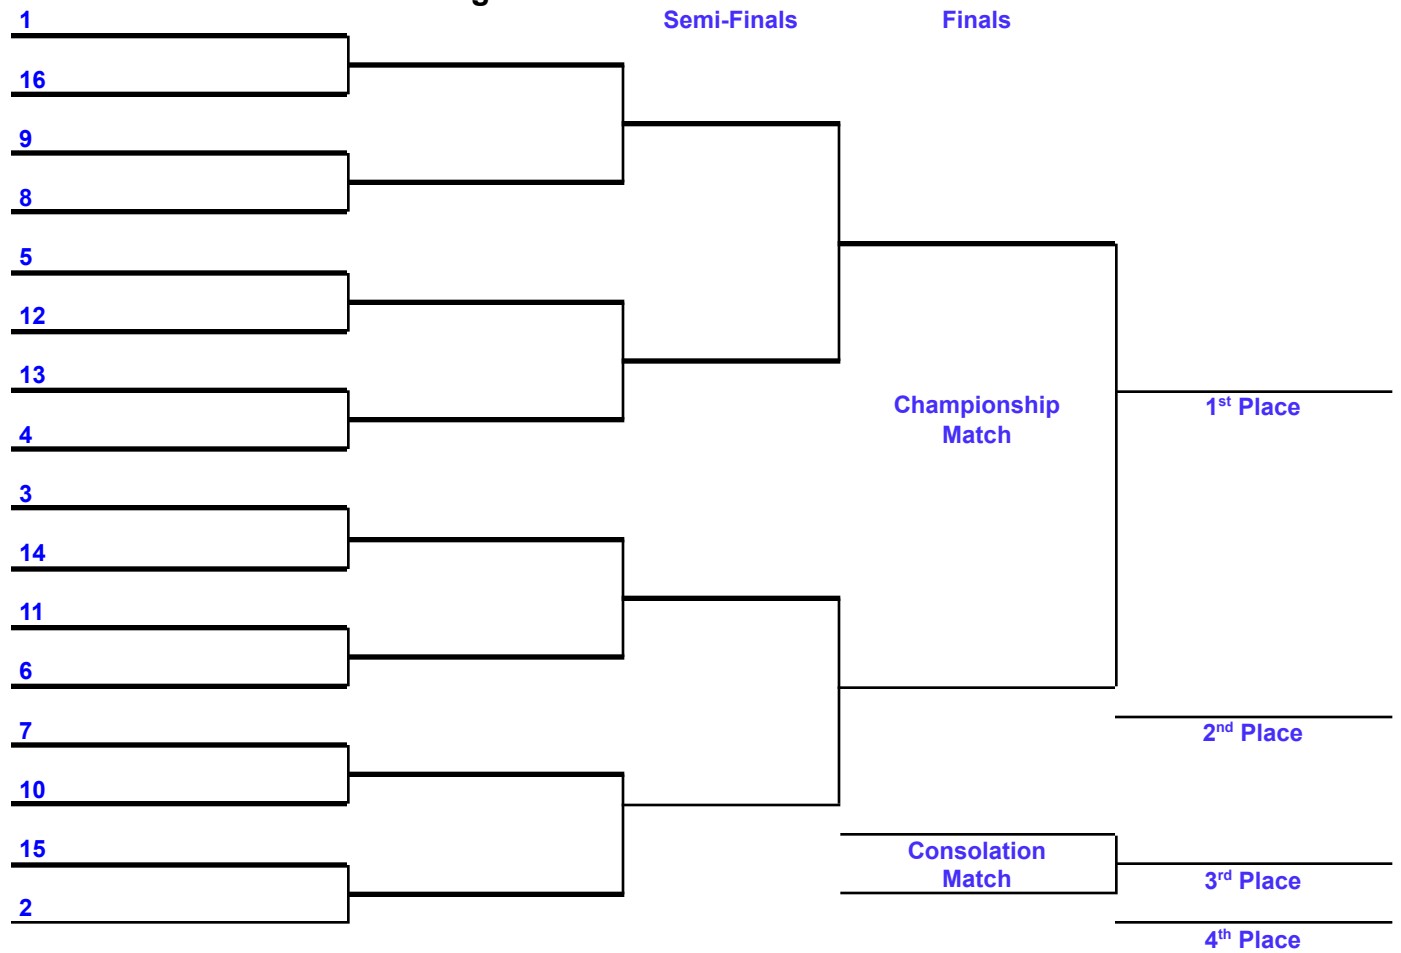 Semi-Finals
Finals
1
16
9
8
5
12
13
4
3
14
11
6
7
10
15
2
Championship
Match
1st Place
2nd Place
Consolation
Match
3rd Place
4th Place